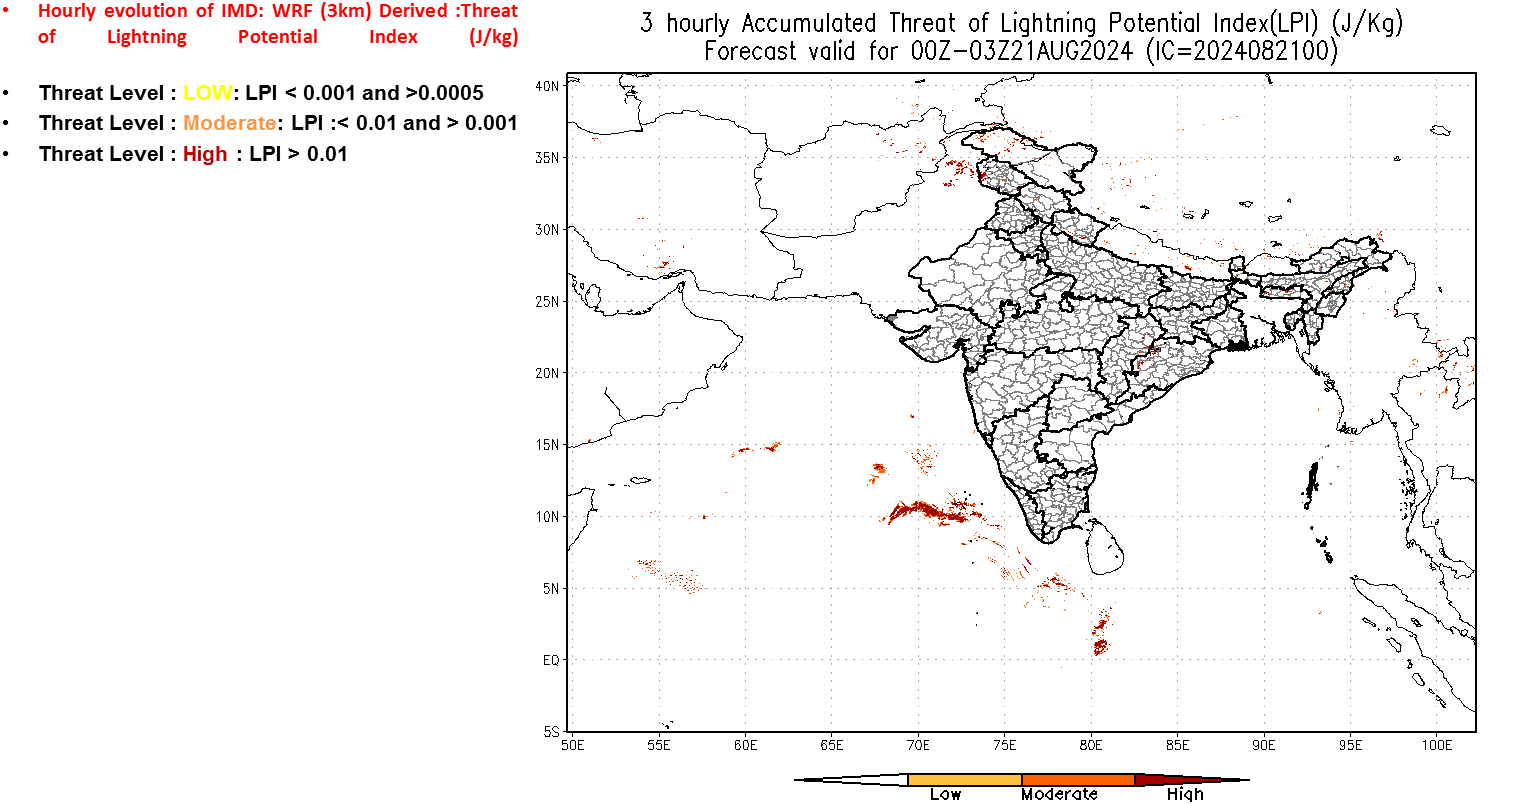 • Hourly evolution of IMD: WRF (3km) Derived :Threat
of Lightning Potential Index (J/kg)
• Threat Level : LOW: LPI < 0.001 and >0.0005
• Threat Level : Moderate: LPI :< 0.01 and > 0.001
• Threat Level : High : LPI > 0.01
3 hourly Accumulated Threat of Lightning Potential Index(LPI) (J/Kg)
Forecast valid for 00Z-03Z21AUG2024 (IC=2024082100)
40N
35N
30N
25N
20N
15N
10N
5N
EQ
5S
50E 55E 60E 65E 70E 75E 80E 85E 90E 95E 100E
Low Moderate High